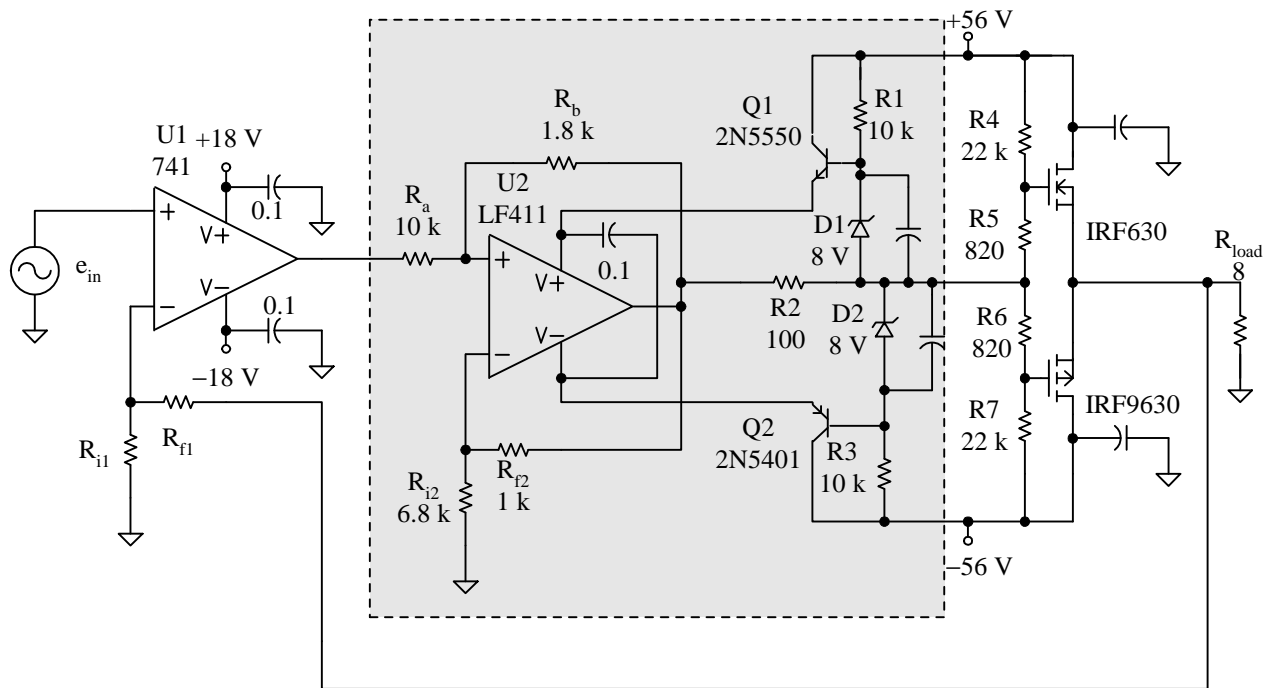 +56 V
R_b
1.8 k
Q1
2N5550
R1
10 k
R4
22 k
U1
741
+18 V
0.1
V+
V−
+
−
e_in
0.1
−18 V
R_i1
R_f1
R_a
10 k
U2
LF411
+
−
V+
V−
0.1
D1
8 V
R5
820
IRF630
R_load
8
R2
100
D2
8 V
R6
820
IRF9630
R7
22 k
Q2
2N5401
R3
10 k
R_i2
6.8 k
R_f2
1 k
−56 V